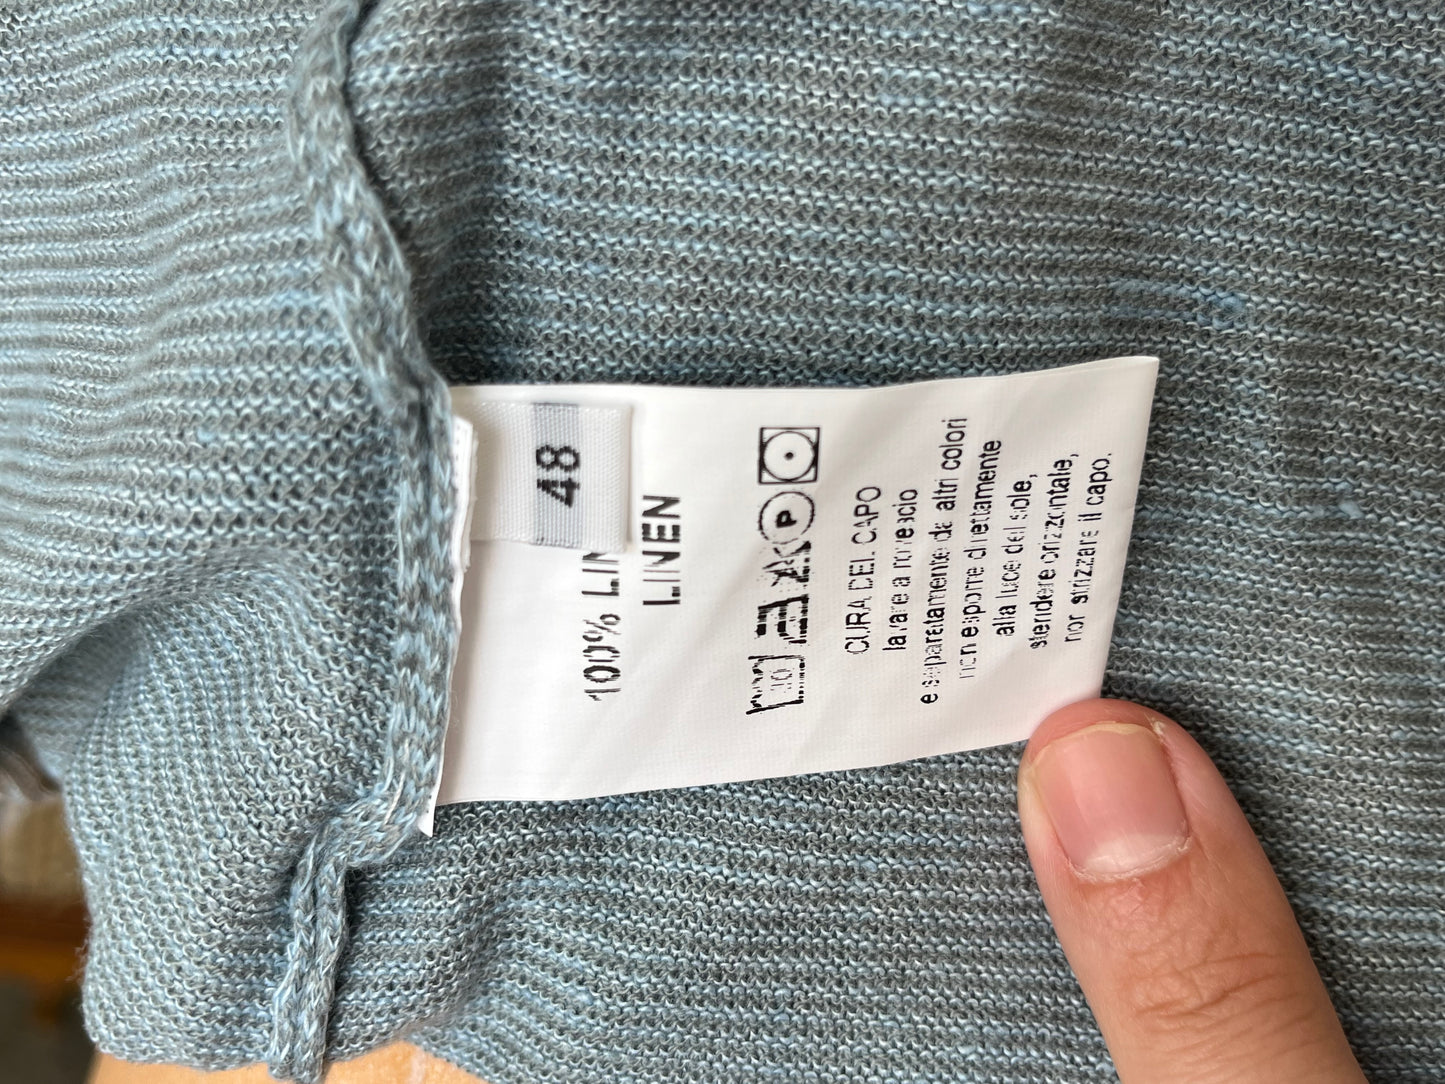 48
100% LIN
LINEN
P
CURA DEL CAPO
lavare a rovescio
e separatamente da altri colori
non esporre direttamente
alla luce del sole,
stendere orizzontale,
non strizzare il capo.